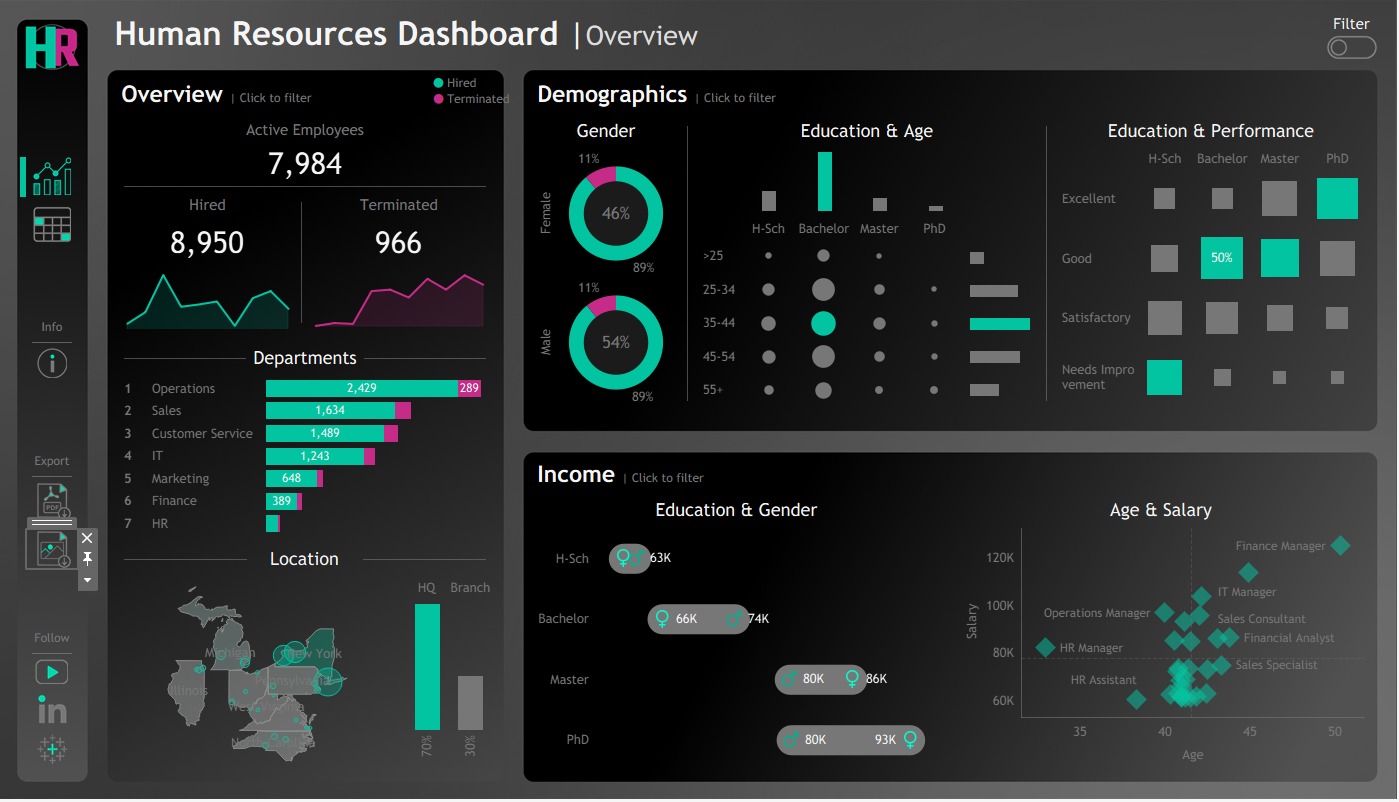 HR
Human Resources Dashboard | Overview
Filter
Info
Export
PDF
Follow
in
Overview | Click to filter
Hired
Terminated
Active Employees
7,984
Hired
8,950
Terminated
966
Departments
1 Operations 2,429 289
2 Sales 1,634
3 Customer Service 1,489
4 IT 1,243
5 Marketing 648
6 Finance 389
7 HR
Location
HQ Branch
Michigan
New York
Illinois
70%
30%
Demographics | Click to filter
Gender
11%
Female
46%
89%
11%
Male
54%
89%
Education & Age
H-Sch Bachelor Master PhD
>25
25-34
35-44
45-54
55+
Education & Performance
H-Sch Bachelor Master PhD
Excellent
Good 50%
Satisfactory
Needs Impro
vement
Income | Click to filter
Education & Gender
H-Sch 63K
Bachelor 66K 74K
Master 80K 86K
PhD 80K 93K
Age & Salary
Salary
120K
100K
80K
60K
Finance Manager
IT Manager
Operations Manager
Sales Consultant
Financial Analyst
HR Manager
Sales Specialist
HR Assistant
35 40 45 50
Age